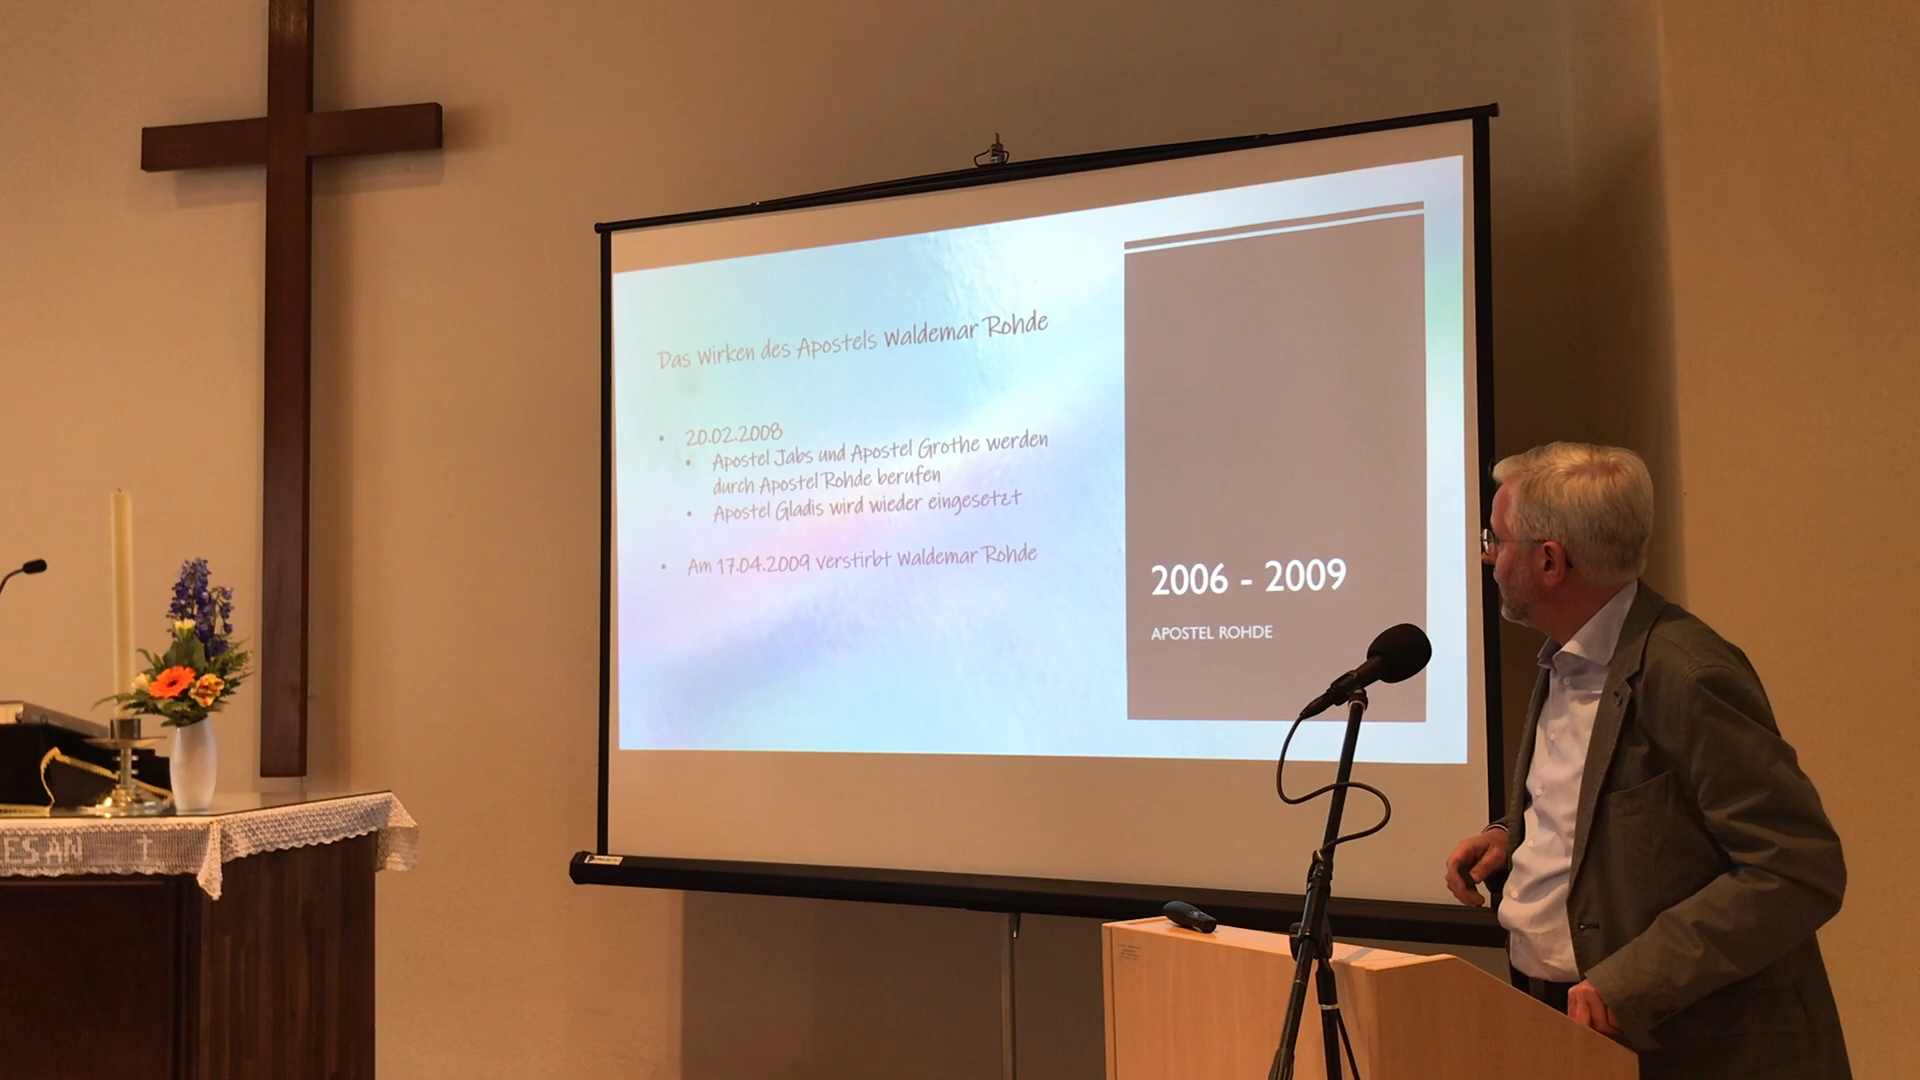 Das Wirken des Apostels Waldemar Rohde
• 20.02.2008
• Apostel Jabs und Apostel Grothe werden
durch Apostel Rohde berufen
• Apostel Gladis wird wieder eingesetzt
• Am 17.04.2009 verstirbt Waldemar Rohde
2006 - 2009
APOSTEL ROHDE
ESAN